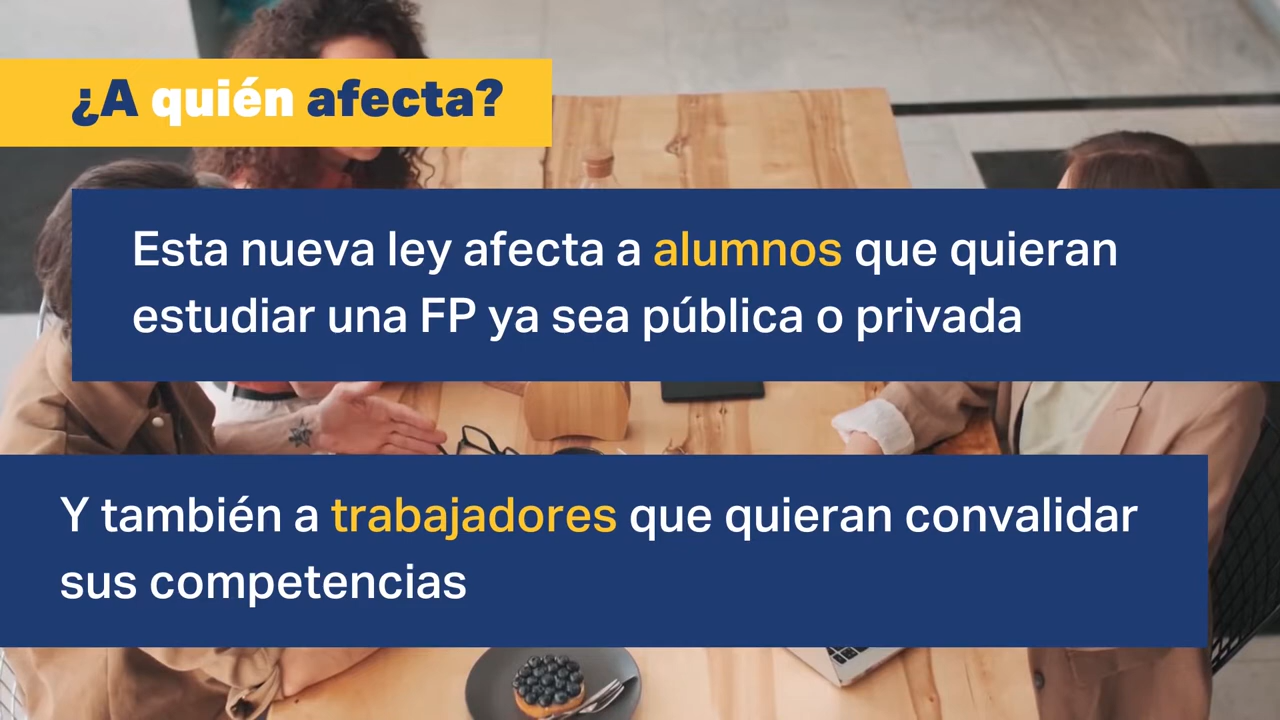 ¿A quién afecta?
Esta nueva ley afecta a alumnos que quieran
estudiar una FP ya sea pública o privada
Y también a trabajadores que quieran convalidar
sus competencias